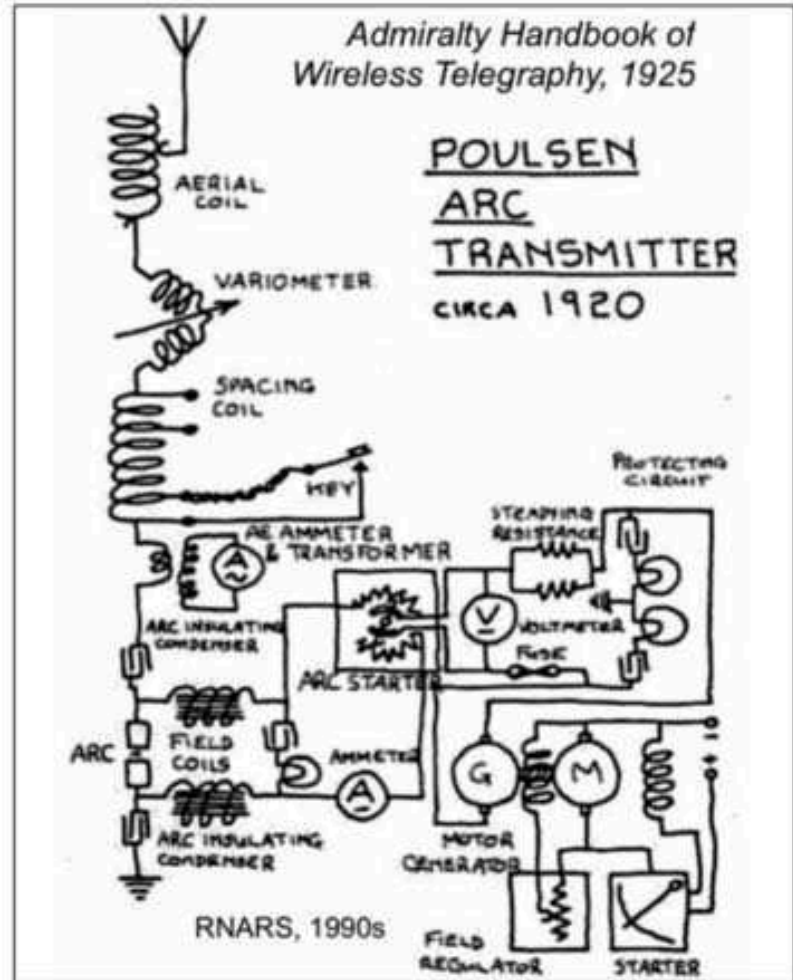 Admiralty Handbook of
Wireless Telegraphy, 1925
POULSEN
ARC
TRANSMITTER
CIRCA 1920
AERIAL
COIL
VARIOMETER
SPACING
COIL
KEY
PROTECTING
CIRCUIT
STEADYING
RESISTANCE
AE AMMETER
& TRANSFORMER
A
V
VOLTMETER
FUSE
ARC INSULATING
CONDENSER
ARC STARTER
ARC
FIELD
COILS
AMMETER
A
G
M
- +
ARC INSULATING
CONDENSER
MOTOR
GENERATOR
RNARS, 1990s
FIELD
REGULATOR
STARTER